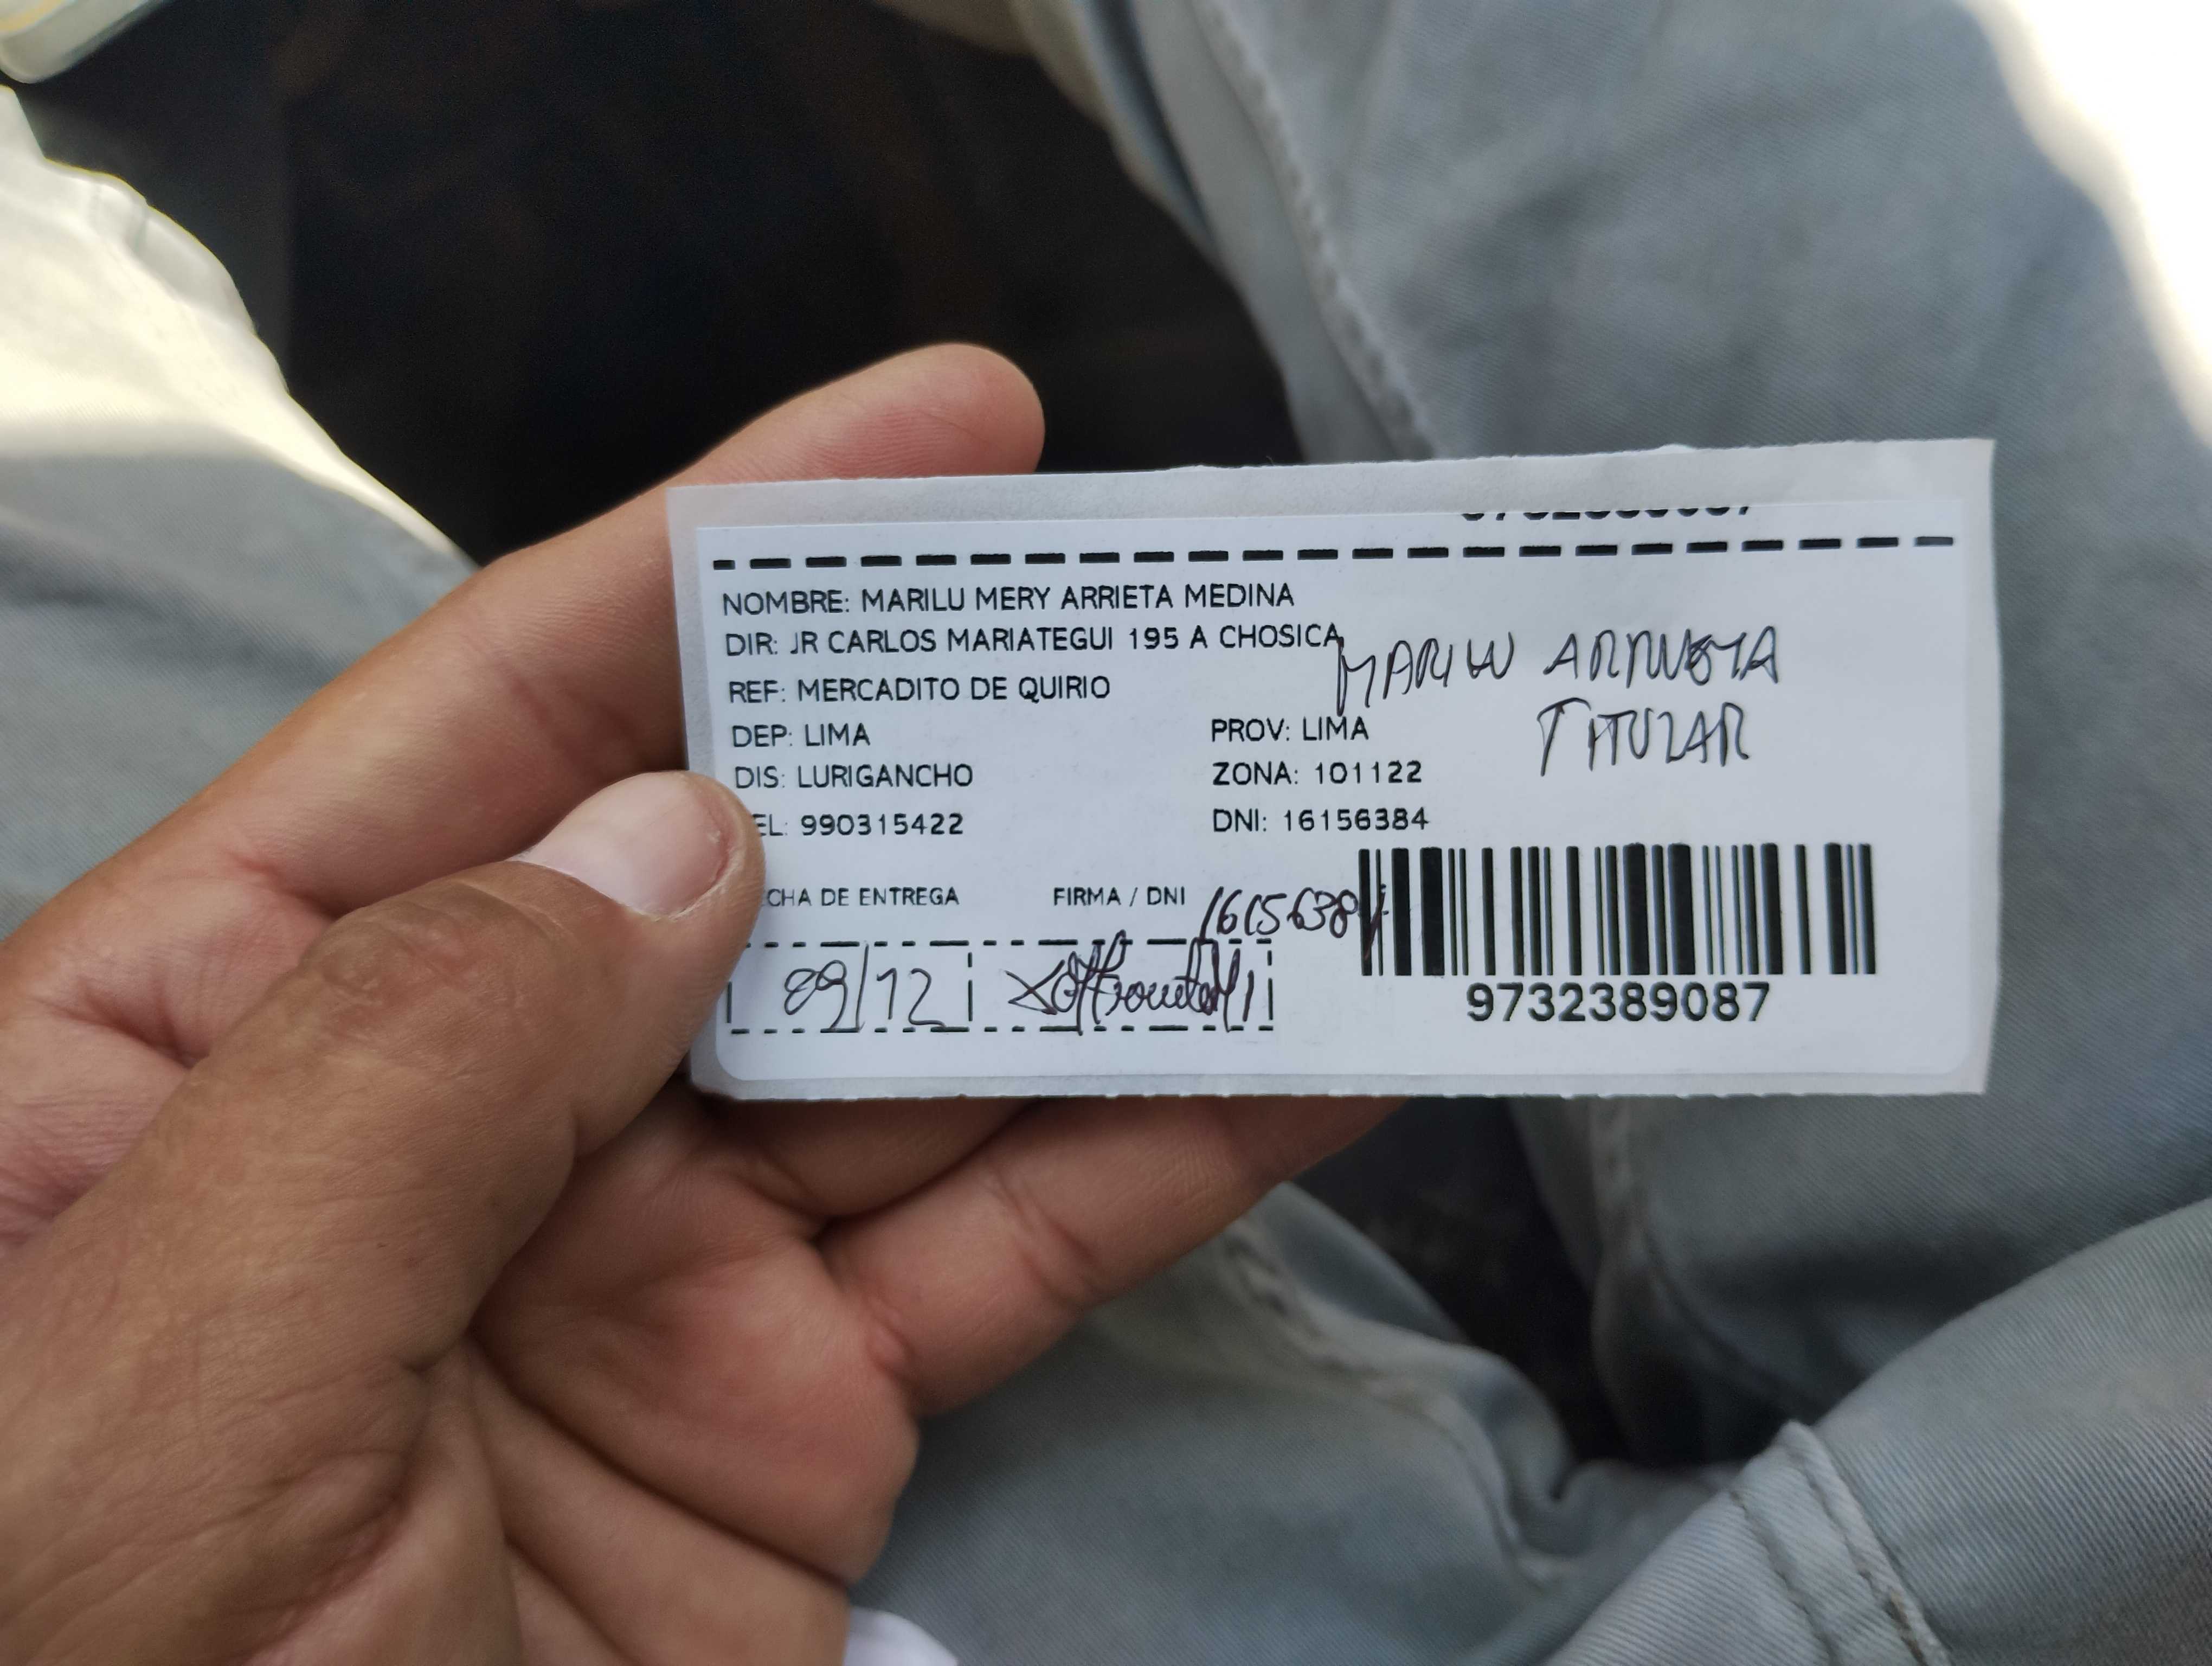 NOMBRE: MARILU MERY ARRIETA MEDINA
DIR: JR CARLOS MARIATEGUI 195 A CHOSICA
MARILU ARRIETA
REF: MERCADITO DE QUIRIO
TITULAR
DEP: LIMA PROV: LIMA
DIS: LURIGANCHO ZONA: 101122
EL: 990315422 DNI: 16156384
CHA DE ENTREGA FIRMA / DNI 16156384
09/12
9732389087